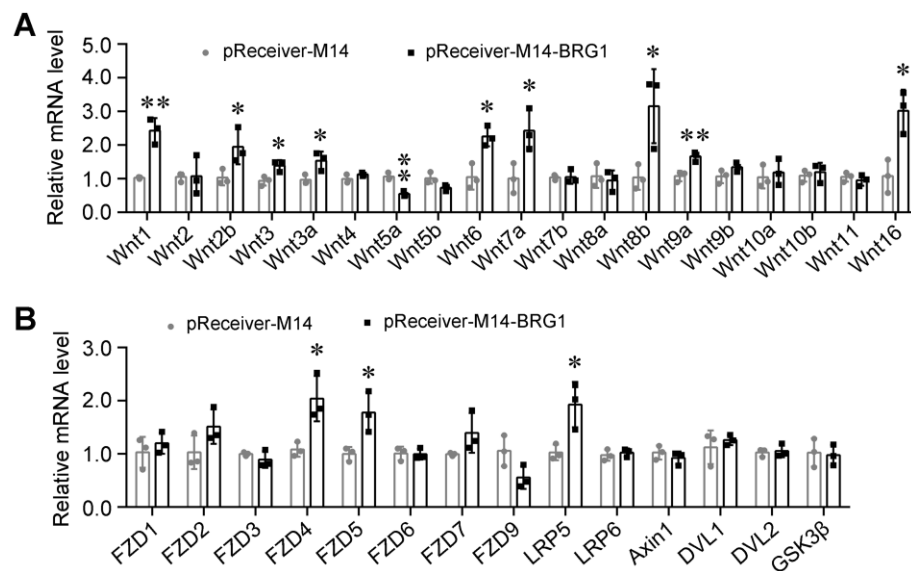 A
pReceiver-M14 pReceiver-M14-BRG1
Relative mRNA level
5.0
4.0
3.0
2.0
1.0
0.0
** * * * ** * * * ** *
Wnt1 Wnt2 Wnt2b Wnt3 Wnt3a Wnt4 Wnt5a Wnt5b Wnt6 Wnt7a Wnt7b Wnt8a Wnt8b Wnt9a Wnt9b Wnt10a Wnt10b Wnt11 Wnt16
B
pReceiver-M14 pReceiver-M14-BRG1
Relative mRNA level
3.0
2.0
1.0
0.0
* * *
FZD1 FZD2 FZD3 FZD4 FZD5 FZD6 FZD7 FZD9 LRP5 LRP6 Axin1 DVL1 DVL2 GSK3β